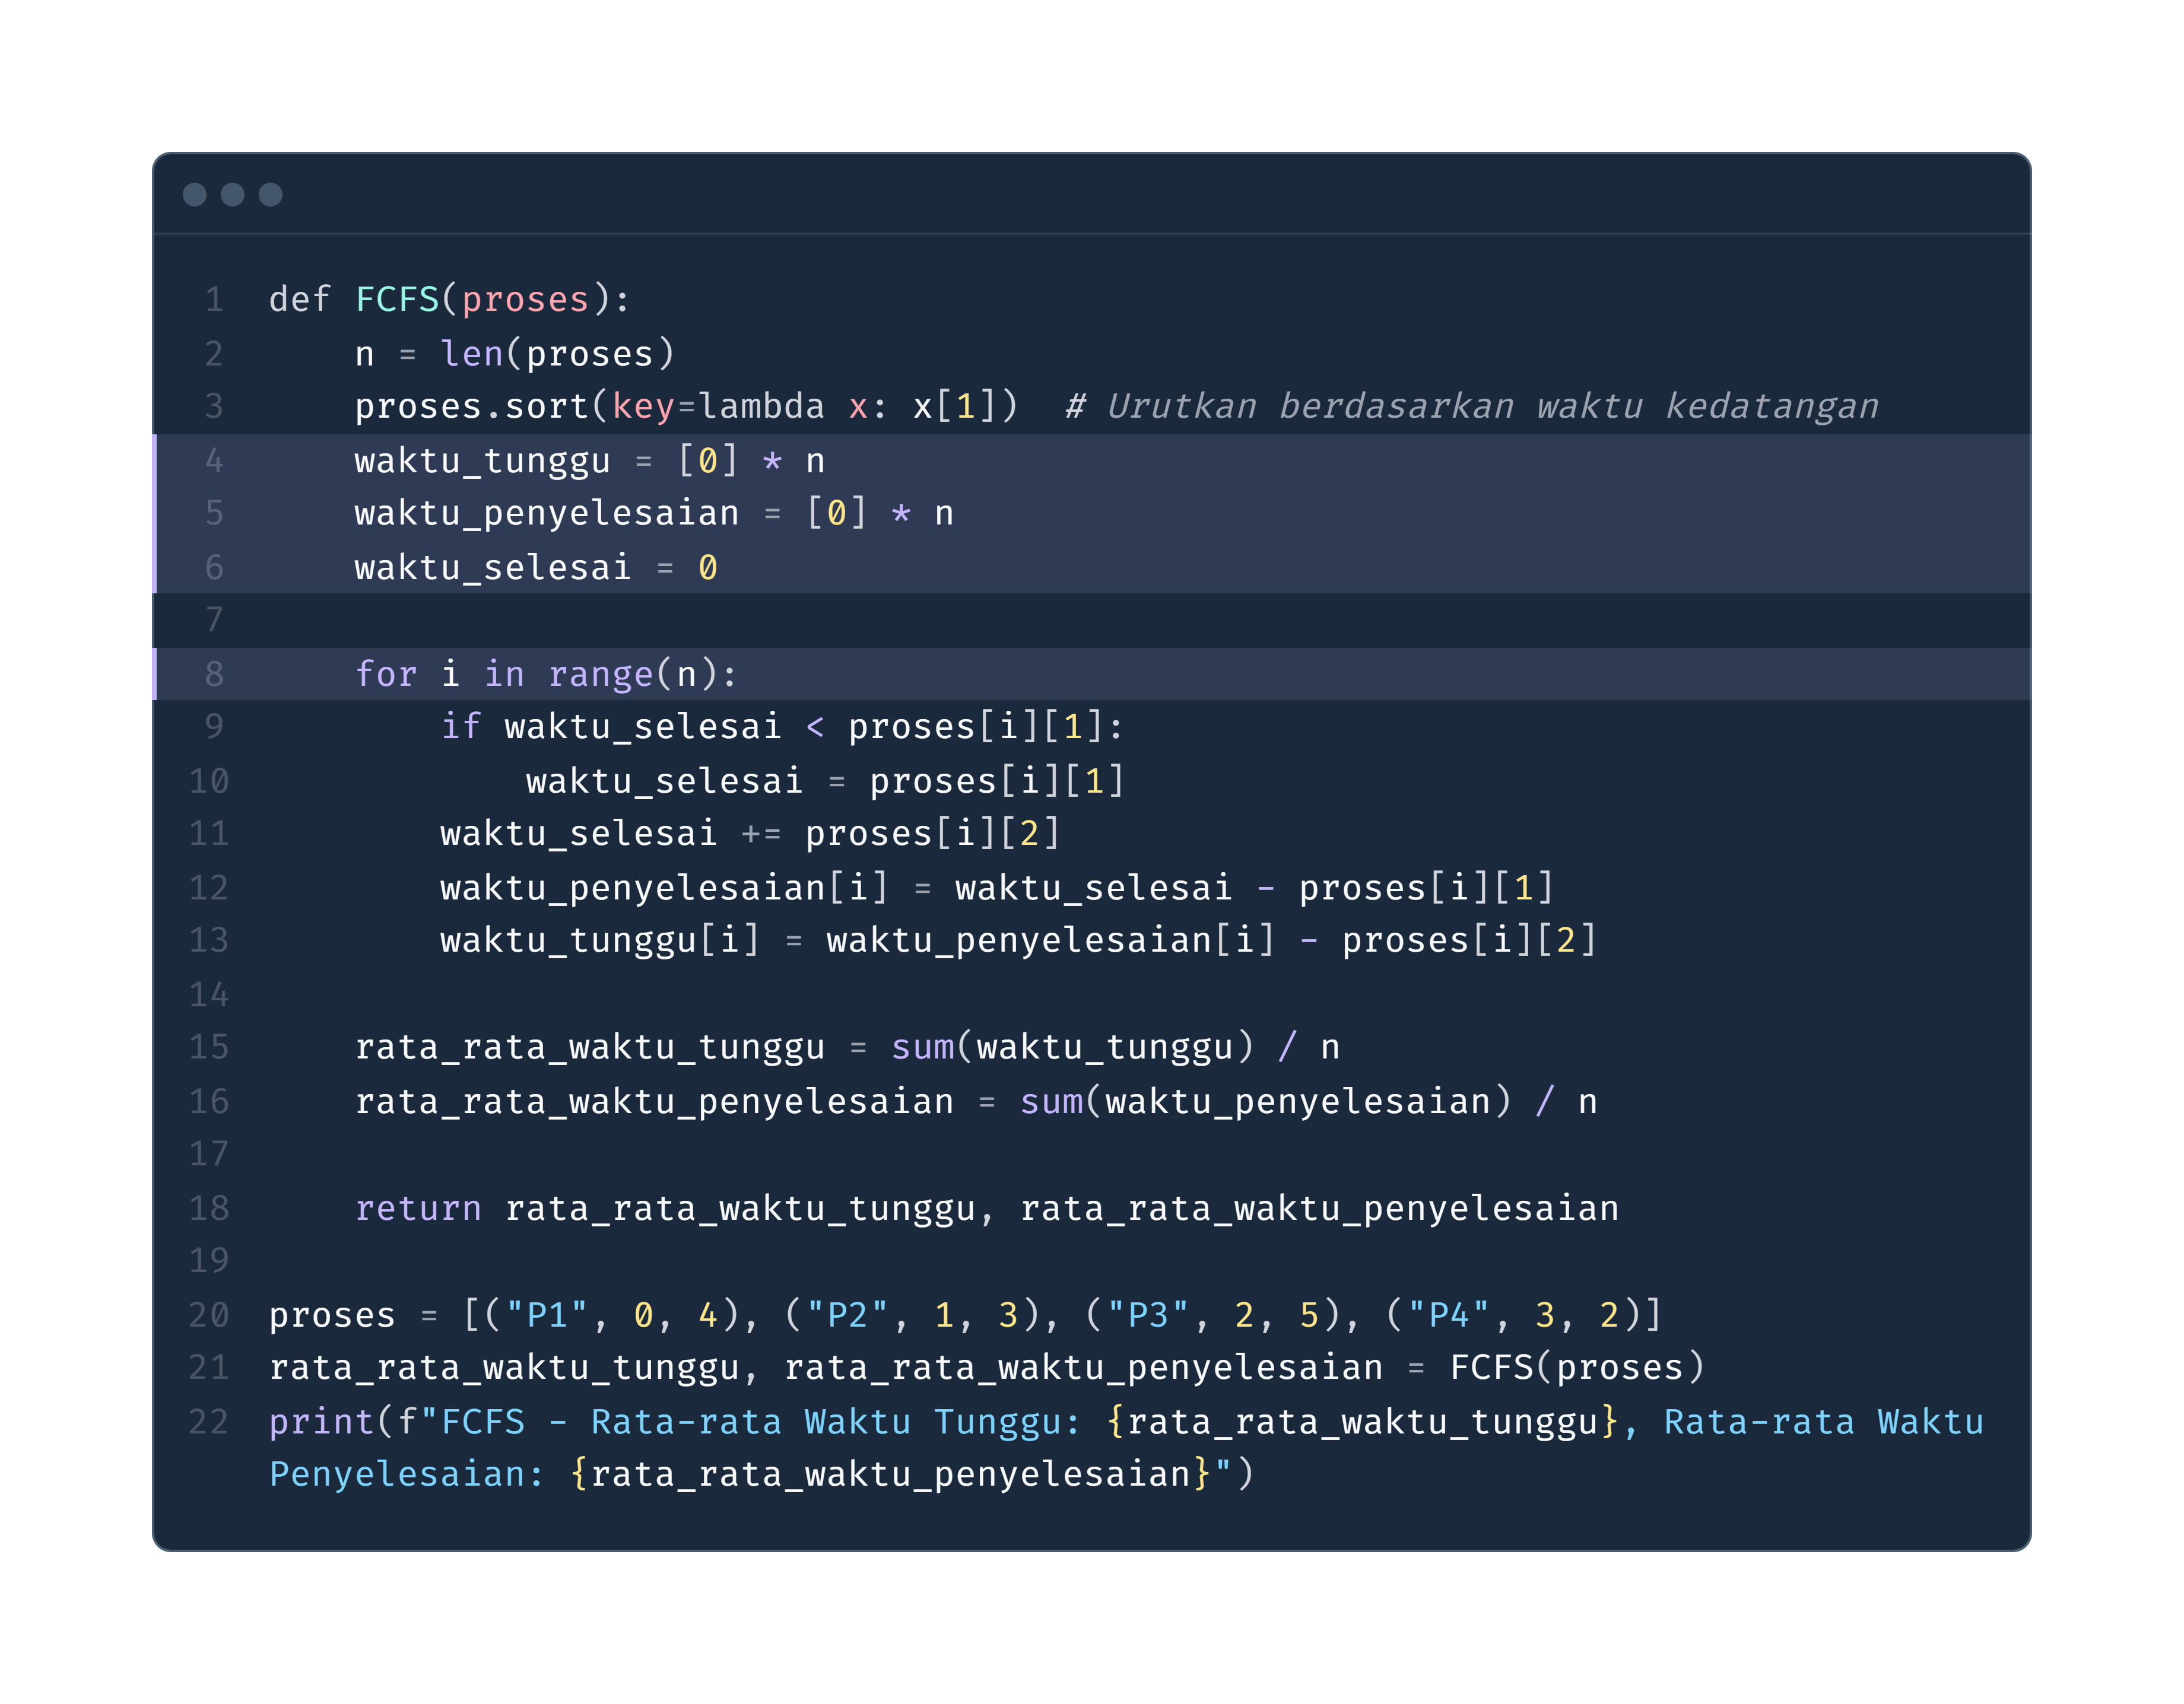 1 def FCFS(proses):
2     n = len(proses)
3     proses.sort(key=lambda x: x[1])  # Urutkan berdasarkan waktu kedatangan
4     waktu_tunggu = [0] * n
5     waktu_penyelesaian = [0] * n
6     waktu_selesai = 0
7
8     for i in range(n):
9         if waktu_selesai < proses[i][1]:
10             waktu_selesai = proses[i][1]
11         waktu_selesai += proses[i][2]
12         waktu_penyelesaian[i] = waktu_selesai - proses[i][1]
13         waktu_tunggu[i] = waktu_penyelesaian[i] - proses[i][2]
14
15     rata_rata_waktu_tunggu = sum(waktu_tunggu) / n
16     rata_rata_waktu_penyelesaian = sum(waktu_penyelesaian) / n
17
18     return rata_rata_waktu_tunggu, rata_rata_waktu_penyelesaian
19
20 proses = [("P1", 0, 4), ("P2", 1, 3), ("P3", 2, 5), ("P4", 3, 2)]
21 rata_rata_waktu_tunggu, rata_rata_waktu_penyelesaian = FCFS(proses)
22 print(f"FCFS - Rata-rata Waktu Tunggu: {rata_rata_waktu_tunggu}, Rata-rata Waktu
Penyelesaian: {rata_rata_waktu_penyelesaian}")